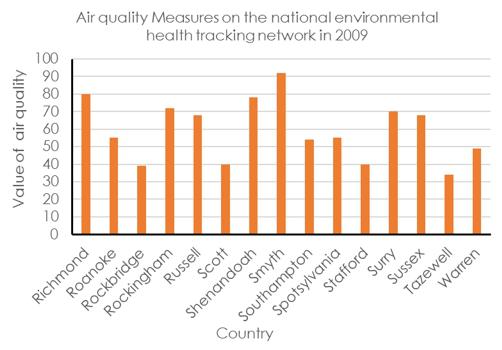 Air quality Measures on the national environmental
health tracking network in 2009
Value of air quality
100
90
80
70
60
50
40
30
20
10
0
Richmond
Roanoke
Rockbridge
Rockingham
Russell
Scott
Shenandoah
Smyth
Southampton
Spotsylvania
Stafford
Surry
Sussex
Tazewell
Warren
Country